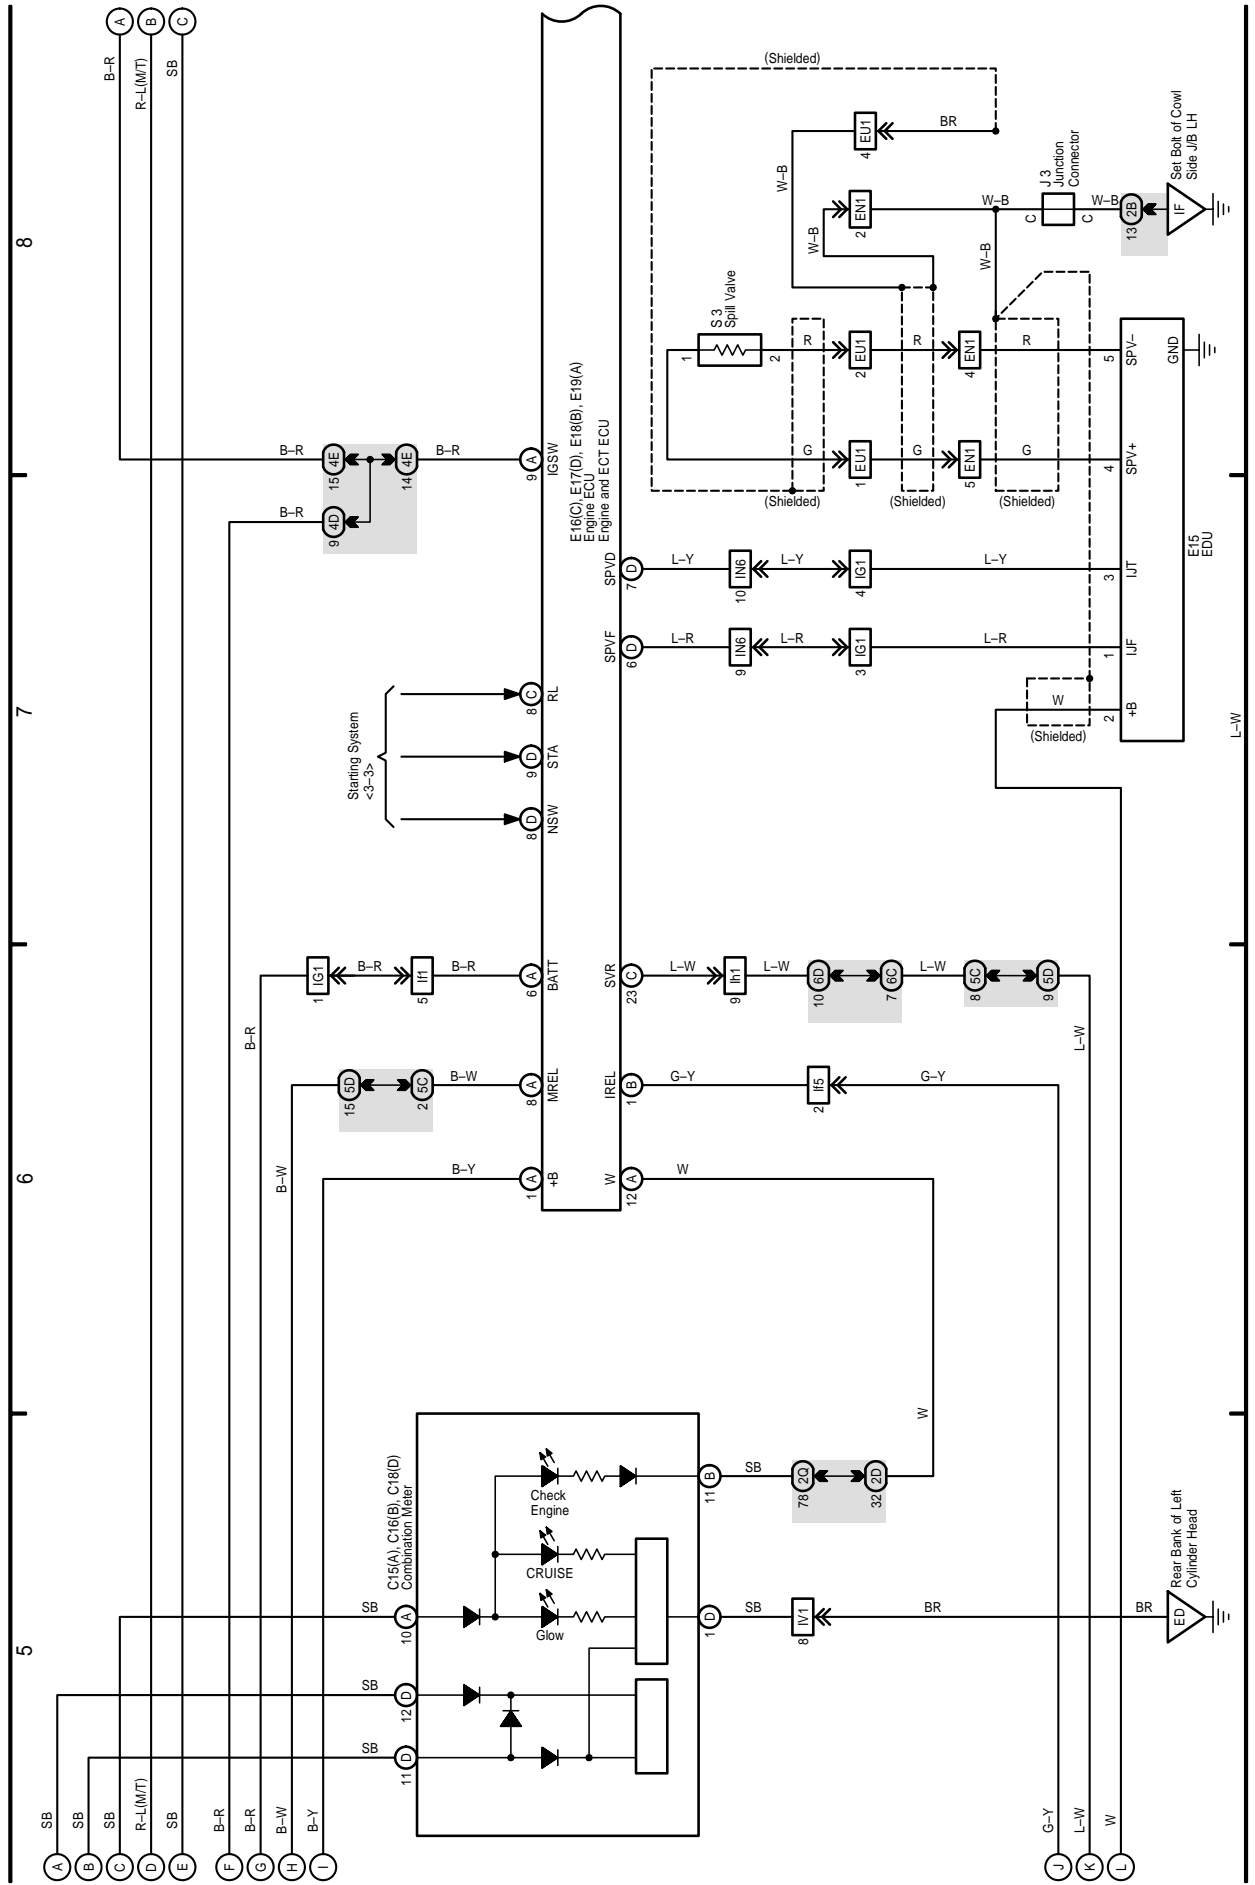 8
7
6
5
A
B
C
B–R
R–L(M/T)
SB
(Shielded)
4
EU1
BR
W–B
2
EN1
W–B
W–B
J 3
Junction
Connector
C
C
W–B
13
2B
IF
Set Bolt of Cowl
Side J/B LH
W–B
S 3
Spill Valve
1
2
R
2
EU1
R
4
EN1
R
5
SPV–
GND
G
1
EU1
G
5
EN1
G
4
SPV+
(Shielded)
(Shielded)
(Shielded)
B–R
15
4E
14
4E
B–R
9
A
IGSW
B–R
9
4D
E16(C), E17(D), E18(B), E19(A)
Engine ECU
Engine and ECT ECU
SPVD
7
D
L–Y
10
IN6
L–Y
4
IG1
L–Y
3
IJT
E15
EDU
SPVF
6
D
L–R
9
IN6
L–R
3
IG1
L–R
1
IJF
W
2
+B
(Shielded)
L–W
Starting System
<3–3>
8
C
RL
9
D
STA
8
D
NSW
1
IG1
B–R
5
If1
B–R
6
A
BATT
SVR
23
C
L–W
9
Ih1
L–W
10
6D
7
6C
L–W
8
5C
9
5D
B–R
L–W
15
5D
2
5C
B–W
8
A
MREL
IREL
1
B
G–Y
2
If5
G–Y
B–W
B–Y
1
A
+B
W
12
A
W
W
C15(A), C16(B), C18(D)
Combination Meter
Check
Engine
CRUISE
Glow
11
B
SB
78
2Q
32
2D
SB
10
A
1
D
SB
8
IV1
BR
BR
ED
Rear Bank of Left
Cylinder Head
SB
12
D
SB
11
D
SB
SB
SB
R–L(M/T)
SB
B–R
B–R
B–W
B–Y
G–Y
L–W
W
A
B
C
D
E
F
G
H
I
J
K
L